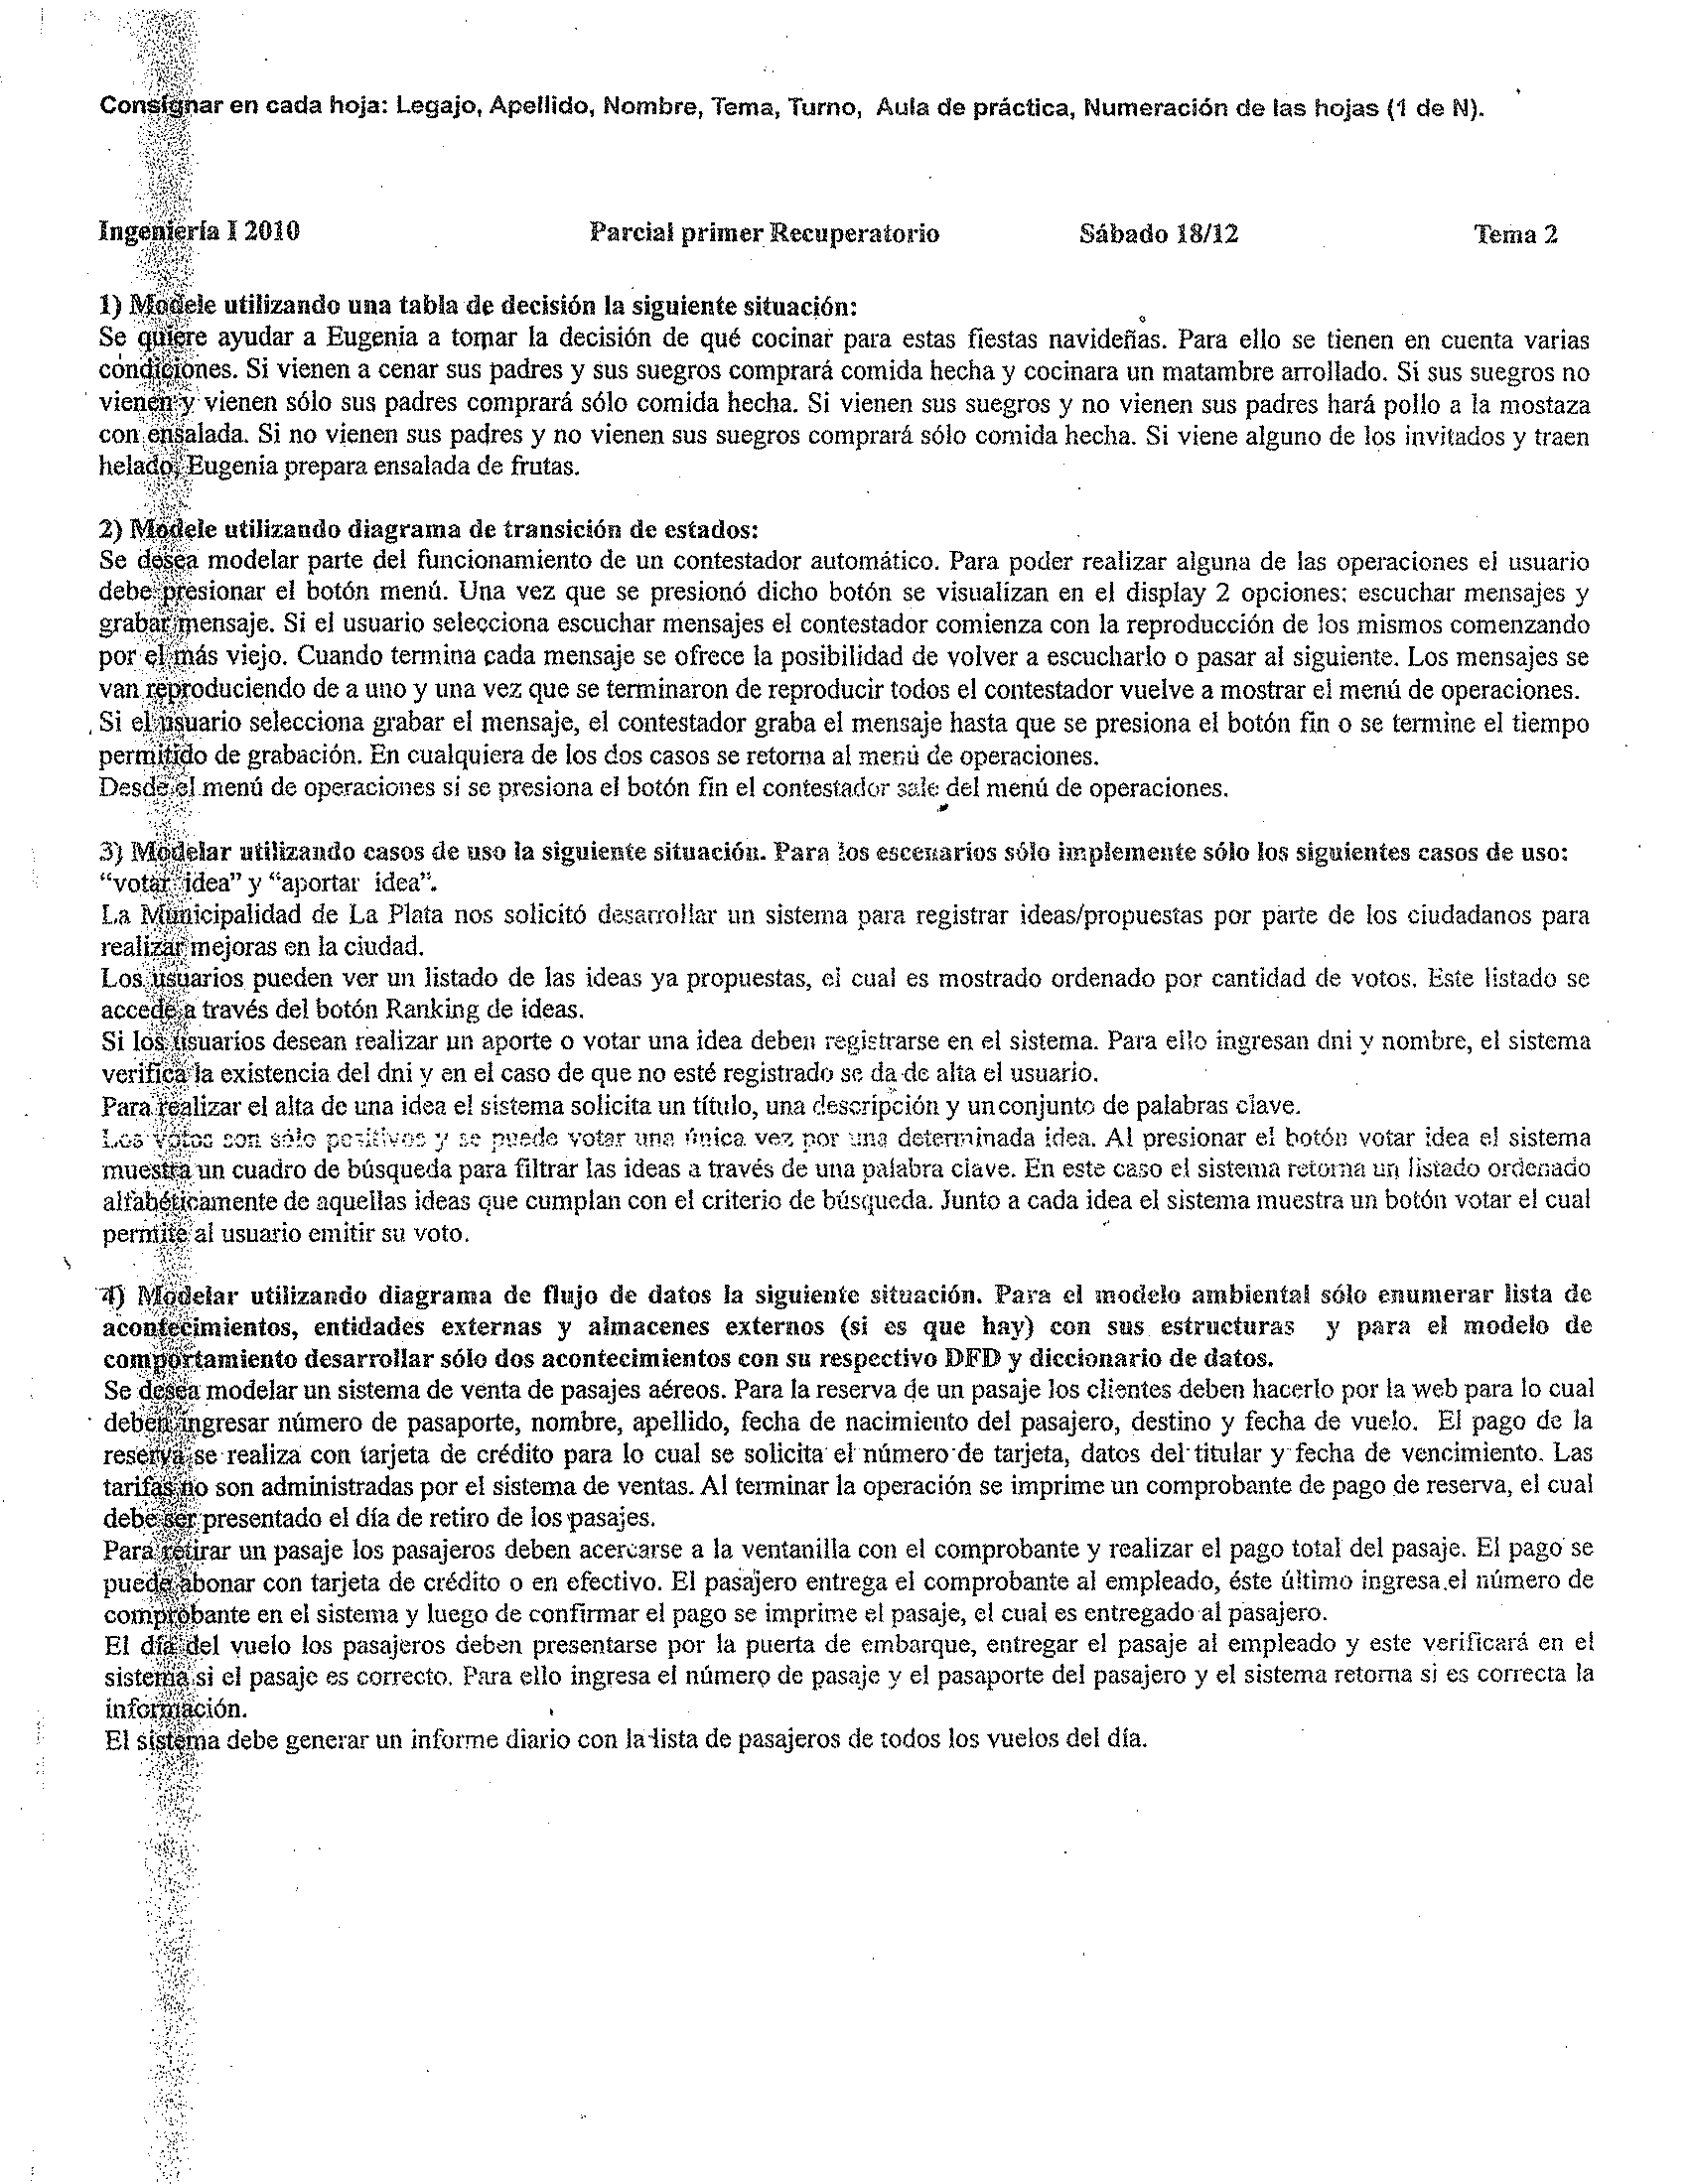 Consignar en cada hoja: Legajo, Apellido, Nombre, Tema, Turno, Aula de práctica, Numeración de las hojas (1 de N).
Ingeniería I 2010 Parcial primer Recuperatorio Sábado 18/12 Tema 2
1) Modele utilizando una tabla de decisión la siguiente situación:
Se quiere ayudar a Eugenia a tomar la decisión de qué cocinar para estas fiestas navideñas. Para ello se tienen en cuenta varias
condiciones. Si vienen a cenar sus padres y sus suegros comprará comida hecha y cocinara un matambre arrollado. Si sus suegros no
vienen y vienen sólo sus padres comprará sólo comida hecha. Si vienen sus suegros y no vienen sus padres hará pollo a la mostaza
con ensalada. Si no vienen sus padres y no vienen sus suegros comprará sólo comida hecha. Si viene alguno de los invitados y traen
helado, Eugenia prepara ensalada de frutas.
2) Modele utilizando diagrama de transición de estados:
Se desea modelar parte del funcionamiento de un contestador automático. Para poder realizar alguna de las operaciones el usuario
debe presionar el botón menú. Una vez que se presionó dicho botón se visualizan en el display 2 opciones: escuchar mensajes y
grabar mensaje. Si el usuario selecciona escuchar mensajes el contestador comienza con la reproducción de los mismos comenzando
por el más viejo. Cuando termina cada mensaje se ofrece la posibilidad de volver a escucharlo o pasar al siguiente. Los mensajes se
van reproduciendo de a uno y una vez que se terminaron de reproducir todos el contestador vuelve a mostrar el menú de operaciones.
Si el usuario selecciona grabar el mensaje, el contestador graba el mensaje hasta que se presiona el botón fin o se termine el tiempo
permitido de grabación. En cualquiera de los dos casos se retorna al menú de operaciones.
Desde el menú de operaciones si se presiona el botón fin el contestador sale del menú de operaciones.
3) Modelar utilizando casos de uso la siguiente situación. Para los escenarios sólo implemente sólo los siguientes casos de uso:
“votar idea” y “aportar idea”.
La Municipalidad de La Plata nos solicitó desarrollar un sistema para registrar ideas/propuestas por parte de los ciudadanos para
realizar mejoras en la ciudad.
Los usuarios pueden ver un listado de las ideas ya propuestas, el cual es mostrado ordenado por cantidad de votos. Este listado se
accede a través del botón Ranking de ideas.
Si los usuarios desean realizar un aporte o votar una idea deben registrarse en el sistema. Para ello ingresan dni y nombre, el sistema
verifica la existencia del dni y en el caso de que no esté registrado se da de alta el usuario.
Para realizar el alta de una idea el sistema solicita un título, una descripción y un conjunto de palabras clave.
Los votos son sólo positivos y se puede votar una única vez por una determinada idea. Al presionar el botón votar idea el sistema
muestra un cuadro de búsqueda para filtrar las ideas a través de una palabra clave. En este caso el sistema retorna un listado ordenado
alfabéticamente de aquellas ideas que cumplan con el criterio de búsqueda. Junto a cada idea el sistema muestra un botón votar el cual
permite al usuario emitir su voto.
4) Modelar utilizando diagrama de flujo de datos la siguiente situación. Para el modelo ambiental sólo enumerar lista de
acontecimientos, entidades externas y almacenes externos (si es que hay) con sus estructuras y para el modelo de
comportamiento desarrollar sólo dos acontecimientos con su respectivo DFD y diccionario de datos.
Se desea modelar un sistema de venta de pasajes aéreos. Para la reserva de un pasaje los clientes deben hacerlo por la web para lo cual
deben ingresar número de pasaporte, nombre, apellido, fecha de nacimiento del pasajero, destino y fecha de vuelo. El pago de la
reserva se realiza con tarjeta de crédito para lo cual se solicita el número de tarjeta, datos del titular y fecha de vencimiento. Las
tarifas no son administradas por el sistema de ventas. Al terminar la operación se imprime un comprobante de pago de reserva, el cual
debe ser presentado el día de retiro de los pasajes.
Para retirar un pasaje los pasajeros deben acercarse a la ventanilla con el comprobante y realizar el pago total del pasaje. El pago se
puede abonar con tarjeta de crédito o en efectivo. El pasajero entrega el comprobante al empleado, éste último ingresa el número de
comprobante en el sistema y luego de confirmar el pago se imprime el pasaje, el cual es entregado al pasajero.
El día del vuelo los pasajeros deben presentarse por la puerta de embarque, entregar el pasaje al empleado y este verificará en el
sistema si el pasaje es correcto. Para ello ingresa el número de pasaje y el pasaporte del pasajero y el sistema retorna si es correcta la
información.
El sistema debe generar un informe diario con la lista de pasajeros de todos los vuelos del día.